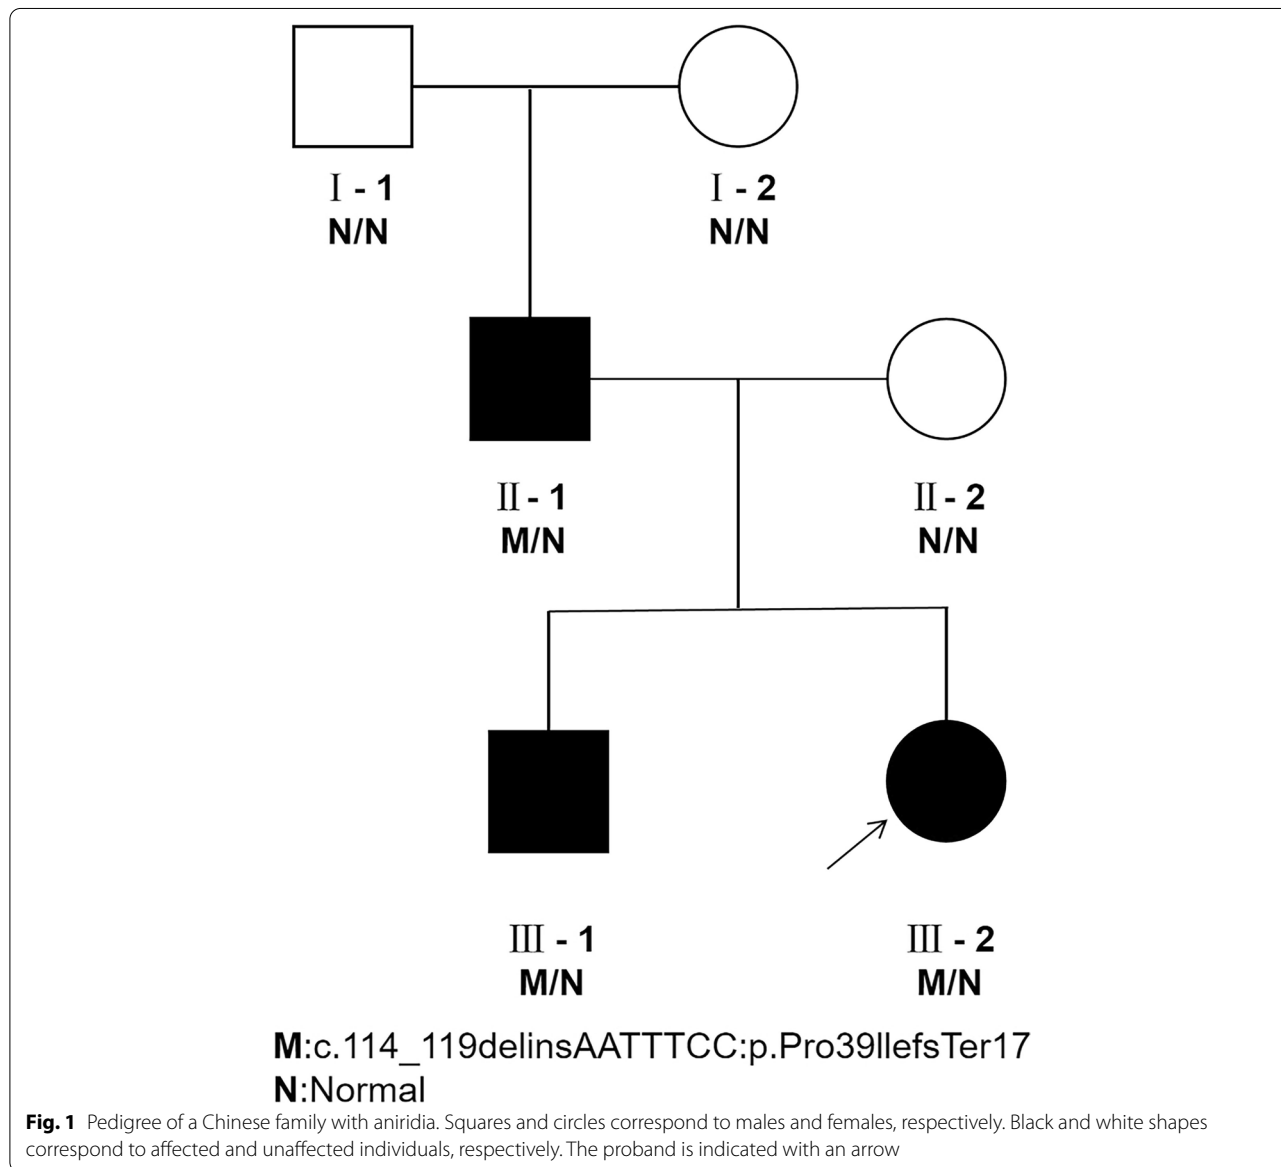 Ⅰ - 1
N/N
Ⅰ - 2
N/N
Ⅱ - 1
M/N
Ⅱ - 2
N/N
Ⅲ - 1
M/N
Ⅲ - 2
M/N
M:c.114_119delinsAATTTCC:p.Pro39llefsTer17
N:Normal
Fig. 1 Pedigree of a Chinese family with aniridia. Squares and circles correspond to males and females, respectively. Black and white shapes
correspond to affected and unaffected individuals, respectively. The proband is indicated with an arrow